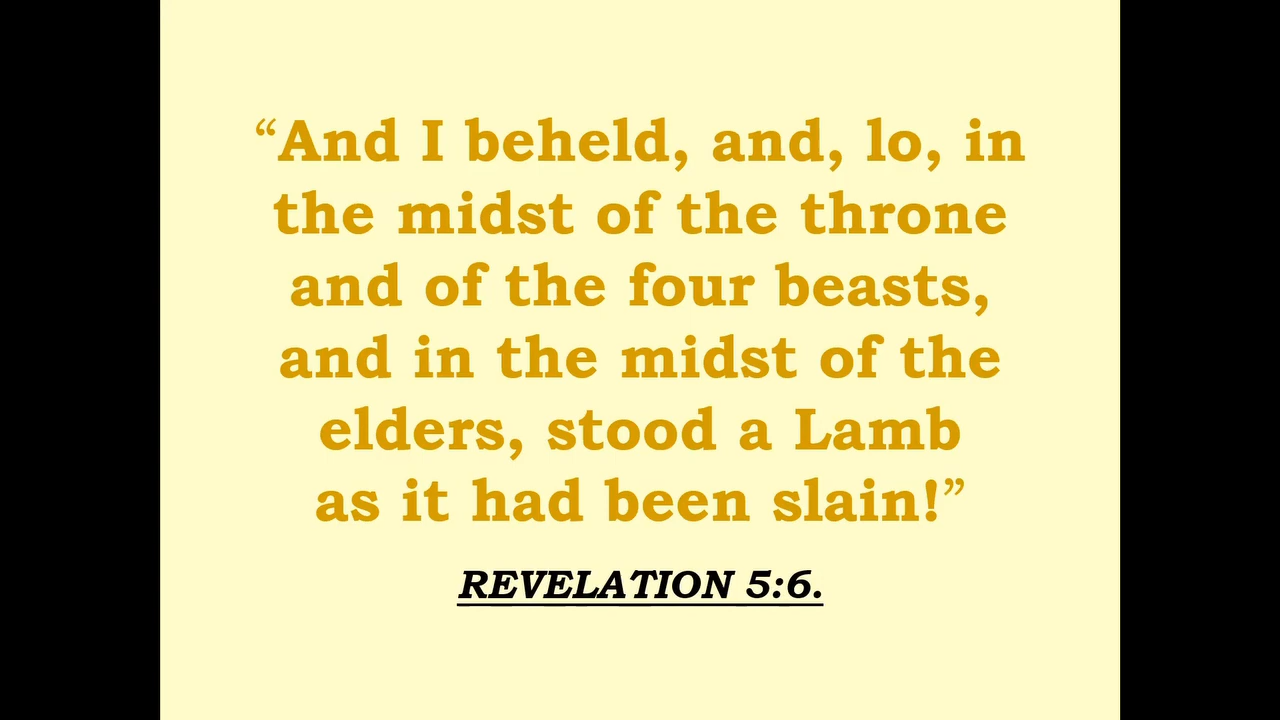 “And I beheld, and, lo, in
the midst of the throne
and of the four beasts,
and in the midst of the
elders, stood a Lamb
as it had been slain!”
REVELATION 5:6.